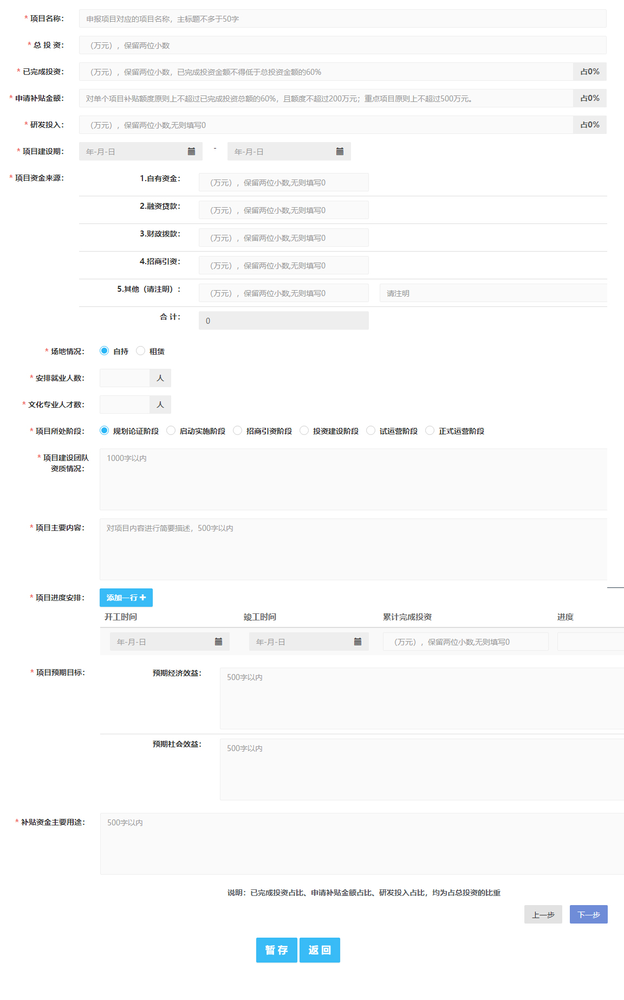 * 项目名称： 申报项目对应的项目名称，主标题不多于50字
* 总 投 资： （万元），保留两位小数
* 已完成投资： （万元），保留两位小数，已完成投资金额不得低于总投资金额的60% 占0%
* 申请补贴金额： 对单个项目补贴额度原则上不超过已完成投资总额的60%，且额度不超过200万元；重点项目原则上不超过500万元。 占0%
* 研发投入： （万元），保留两位小数,无则填写0 占0%
* 项目建设期： 年-月-日 - 年-月-日
* 项目资金来源： 1.自有资金： （万元），保留两位小数,无则填写0
2.融资贷款： （万元），保留两位小数,无则填写0
3.财政拨款： （万元），保留两位小数,无则填写0
4.招商引资： （万元），保留两位小数,无则填写0
5.其他（请注明）： （万元），保留两位小数,无则填写0 请注明
合 计： 0
* 场地情况： 自持 租赁
* 安排就业人数： 人
* 文化专业人才数： 人
* 项目所处阶段： 规划论证阶段 启动实施阶段 招商引资阶段 投资建设阶段 试运营阶段 正式运营阶段
* 项目建设团队 1000字以内
资质情况：
* 项目主要内容： 对项目内容进行简要描述，500字以内
* 项目进度安排： 添加一行
开工时间 竣工时间 累计完成投资 进度
年-月-日 年-月-日 （万元），保留两位小数,无则填写0
* 项目预期目标： 预期经济效益： 500字以内
预期社会效益： 500字以内
* 补贴资金主要用途： 500字以内
说明：已完成投资占比、申请补贴金额占比、研发投入占比，均为占总投资的比重
上一步 下一步
暂 存 返 回